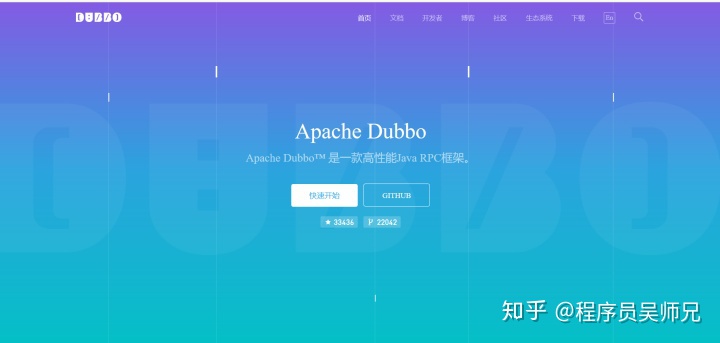 DUBBO
首页 文档 开发者 博客 社区 生态系统 下载 En
DUBBO
Apache Dubbo
Apache Dubbo™ 是一款高性能Java RPC框架。
快速开始 GITHUB
33436 22042
知乎 @程序员吴师兄